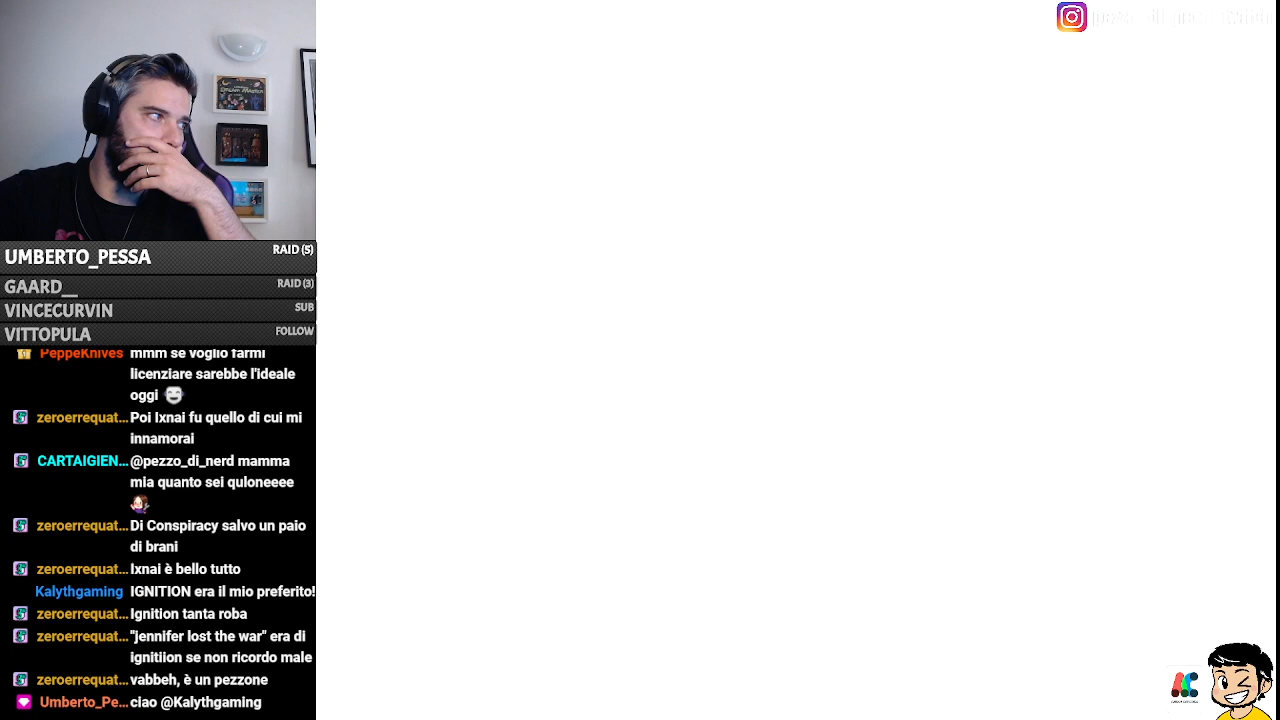 UMBERTO_PESSA RAID (5)
GAARD__ RAID (3)
VINCECURVIN SUB
VITTOPULA FOLLOW
PeppeKnives mmm se voglio farmi
licenziare sarebbe l'ideale
oggi
zeroerrequat... Poi Ixnai fu quello di cui mi
innamorai
CARTAIGIEN... @pezzo_di_nerd mamma
mia quanto sei quloneeee
zeroerrequat... Di Conspiracy salvo un paio
di brani
zeroerrequat... Ixnai è bello tutto
Kalythgaming IGNITION era il mio preferito!
zeroerrequat... Ignition tanta roba
zeroerrequat... "jennifer lost the war" era di
ignitiion se non ricordo male
zeroerrequat... vabbeh, è un pezzone
Umberto_Pe... ciao @Kalythgaming